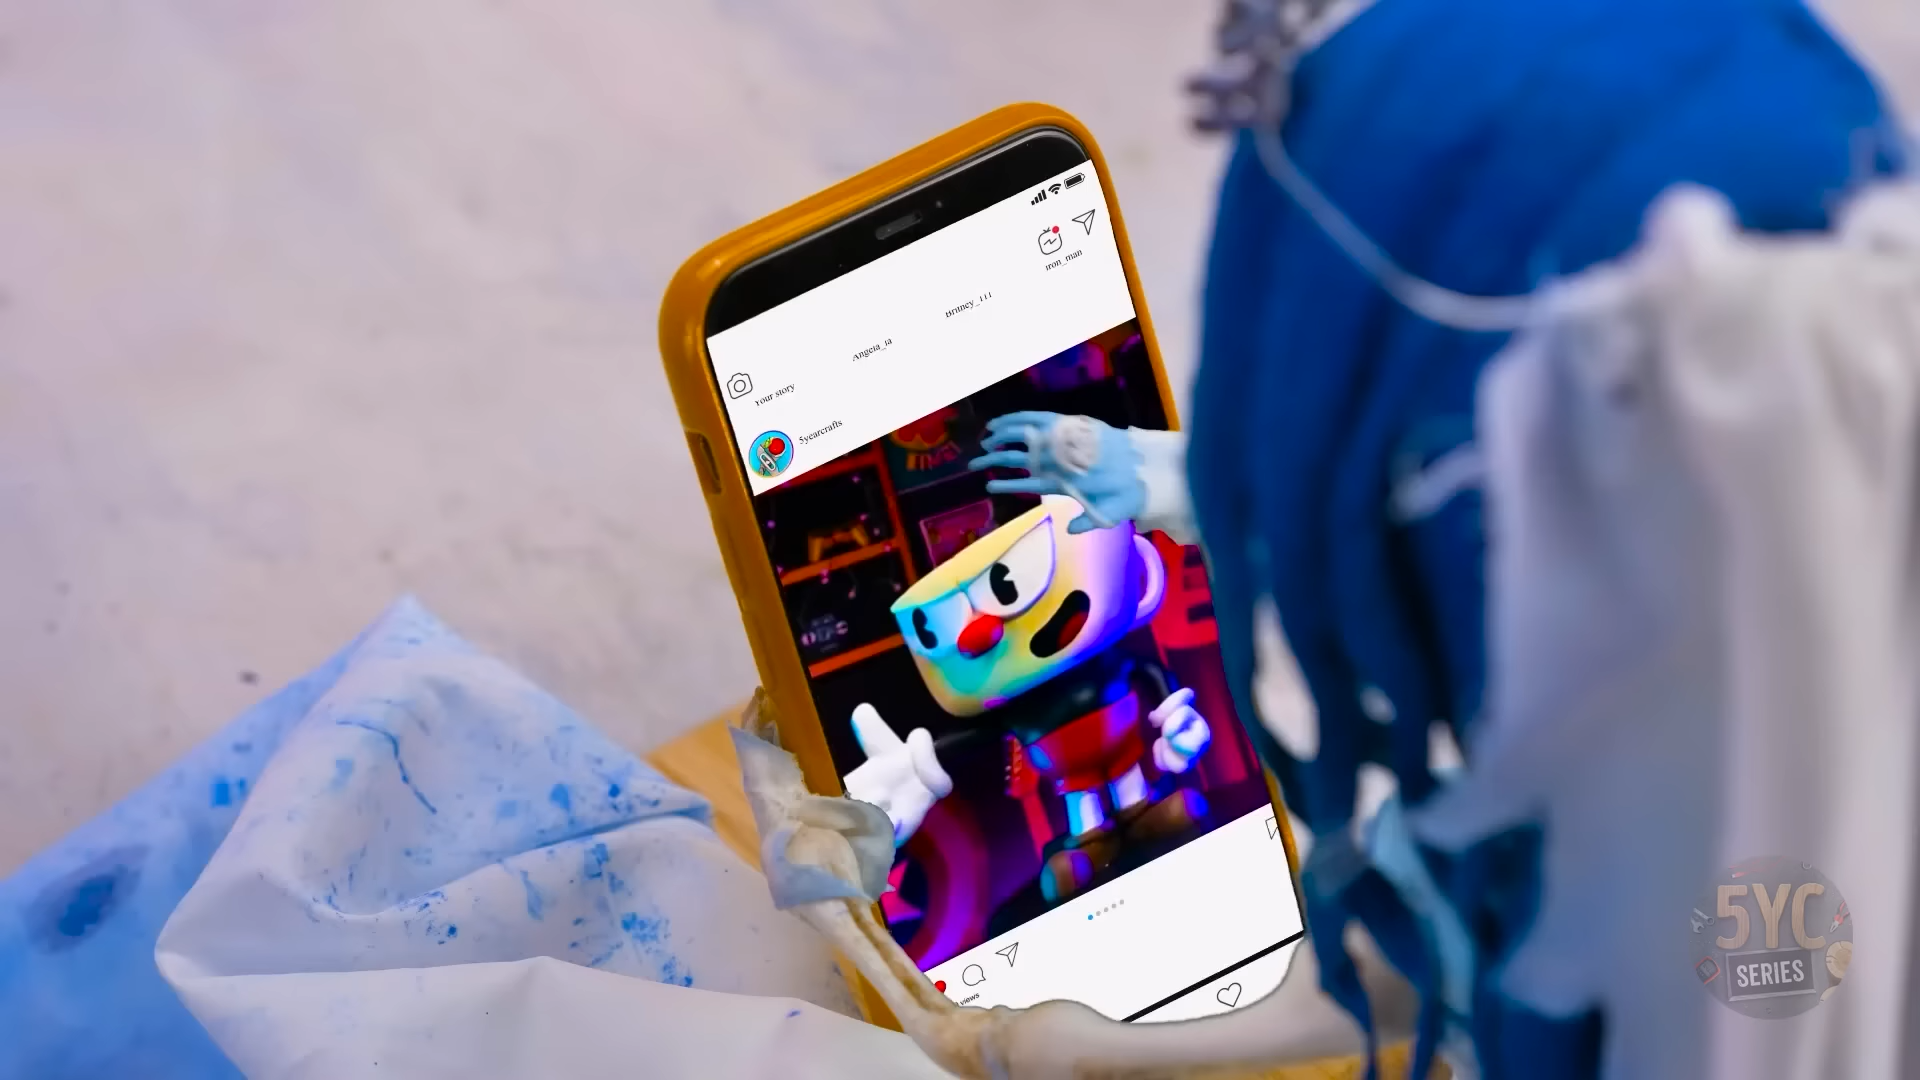 iron_man
Britney_111
Angela_la
Your story
5yearcrafts
views
5YC
SERIES